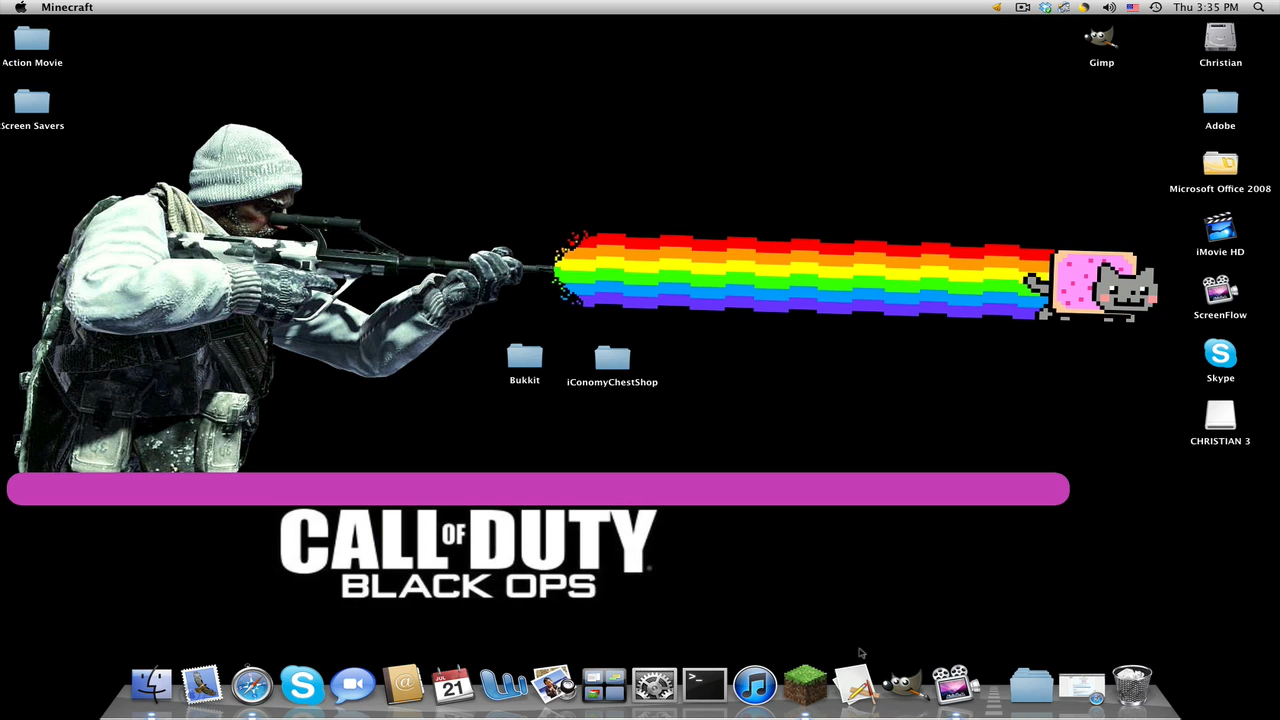 Minecraft
Thu 3:35 PM
Action Movie
Screen Savers
Gimp
Christian
Adobe
Microsoft Office 2008
iMovie HD
ScreenFlow
Skype
CHRISTIAN 3
Bukkit
iConomyChestShop
CALL OF DUTY
BLACK OPS
JUL
21